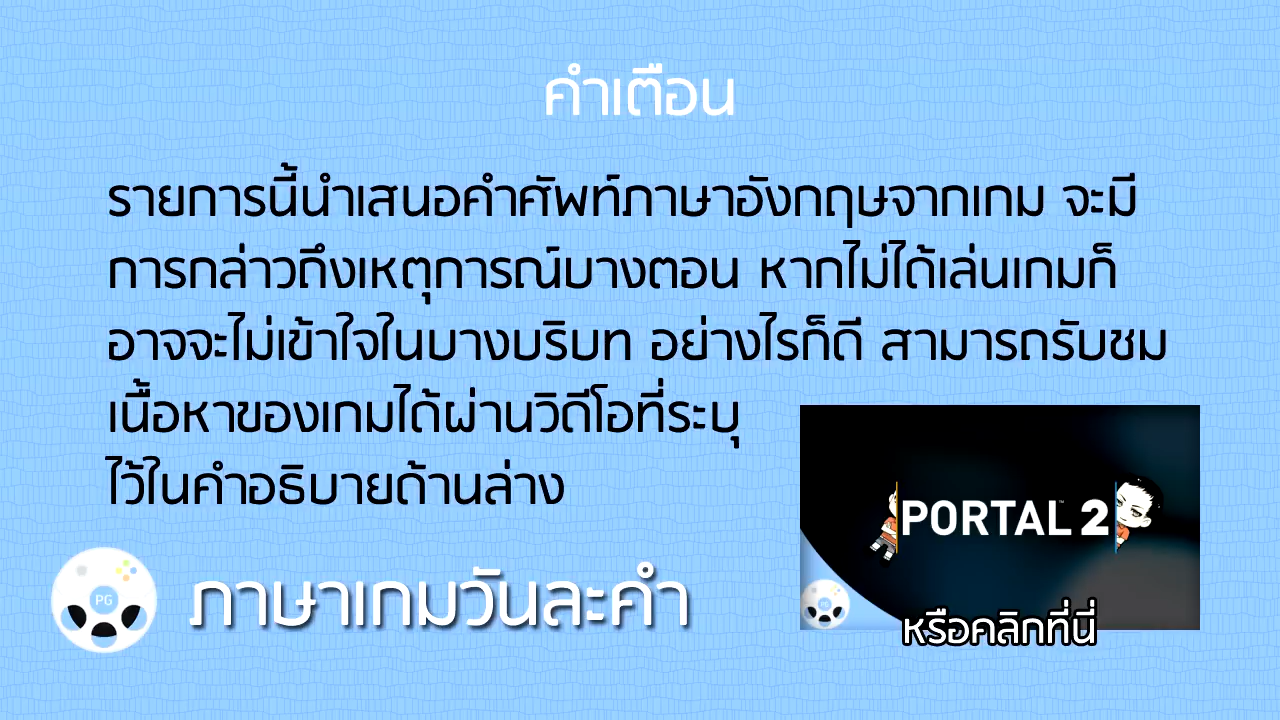 คำเตือน
รายการนี้นำเสนอคำศัพท์ภาษาอังกฤษจากเกม จะมี
การกล่าวถึงเหตุการณ์บางตอน หากไม่ได้เล่นเกมก็
อาจจะไม่เข้าใจในบางบริบท อย่างไรก็ดี สามารถรับชม
เนื้อหาของเกมได้ผ่านวิดีโอที่ระบุ
ไว้ในคำอธิบายด้านล่าง
PORTAL 2
PG
ภาษาเกมวันละคำ
หรือคลิกที่นี่